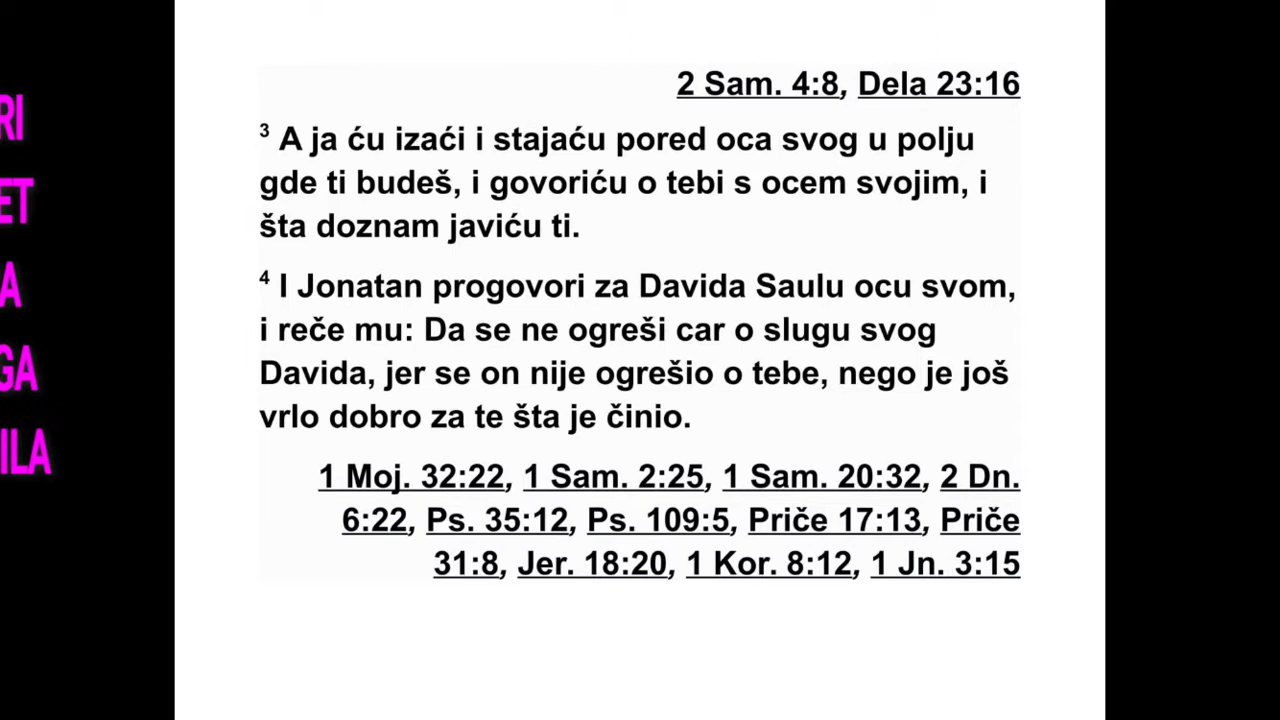 RI
ET
A
GA
ILA
2 Sam. 4:8, Dela 23:16
3 A ja ću izaći i stajaću pored oca svog u polju
gde ti budeš, i govoriću o tebi s ocem svojim, i
šta doznam javiću ti.
4 I Jonatan progovori za Davida Saulu ocu svom,
i reče mu: Da se ne ogreši car o slugu svog
Davida, jer se on nije ogrešio o tebe, nego je još
vrlo dobro za te šta je činio.
1 Moj. 32:22, 1 Sam. 2:25, 1 Sam. 20:32, 2 Dn.
6:22, Ps. 35:12, Ps. 109:5, Priče 17:13, Priče
31:8, Jer. 18:20, 1 Kor. 8:12, 1 Jn. 3:15